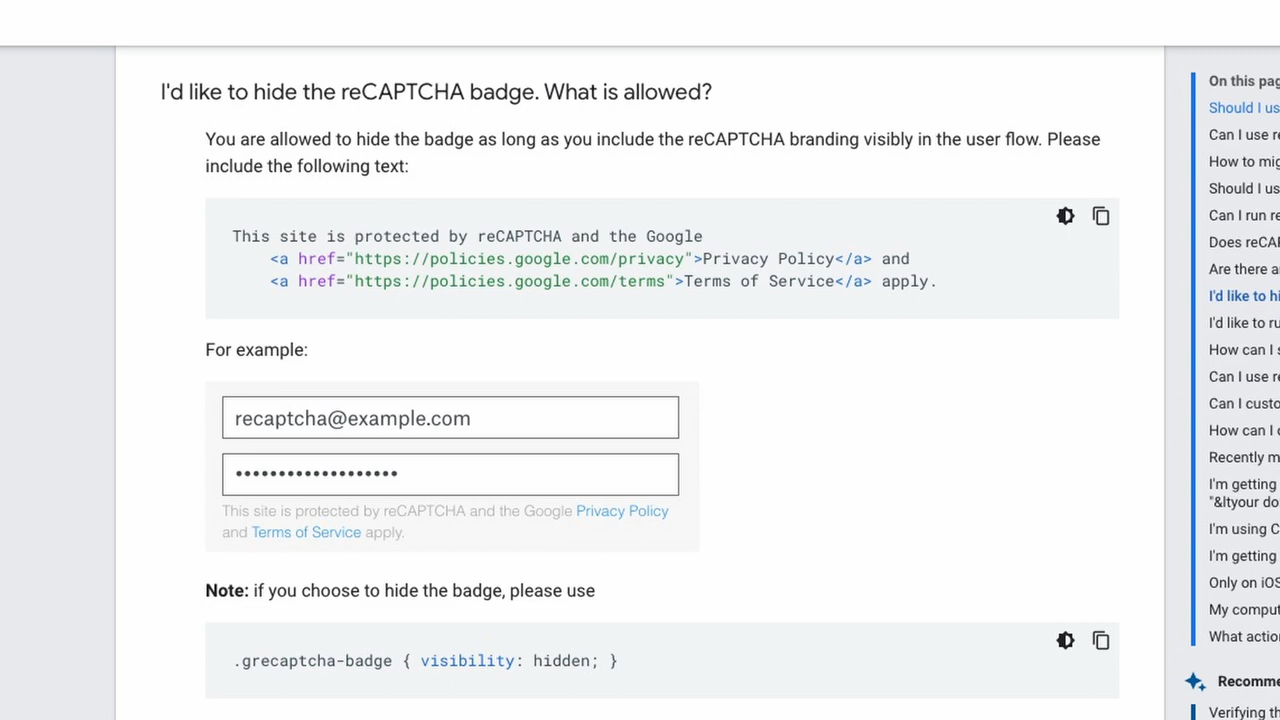 I'd like to hide the reCAPTCHA badge. What is allowed?
You are allowed to hide the badge as long as you include the reCAPTCHA branding visibly in the user flow. Please
include the following text:
This site is protected by reCAPTCHA and the Google
<a href="https://policies.google.com/privacy">Privacy Policy</a> and
<a href="https://policies.google.com/terms">Terms of Service</a> apply.
For example:
recaptcha@example.com
•••••••••••••••••••
This site is protected by reCAPTCHA and the Google Privacy Policy
and Terms of Service apply.
Note: if you choose to hide the badge, please use
.grecaptcha-badge { visibility: hidden; }
On this pag
Should I us
Can I use re
How to mig
Should I us
Can I run re
Does reCAP
Are there a
I'd like to hi
I'd like to ru
How can I s
Can I use re
Can I custo
How can I c
Recently m
I'm getting
"&ltyour do
I'm using C
I'm getting
Only on iOS
My comput
What action
Recomme
Verifying th